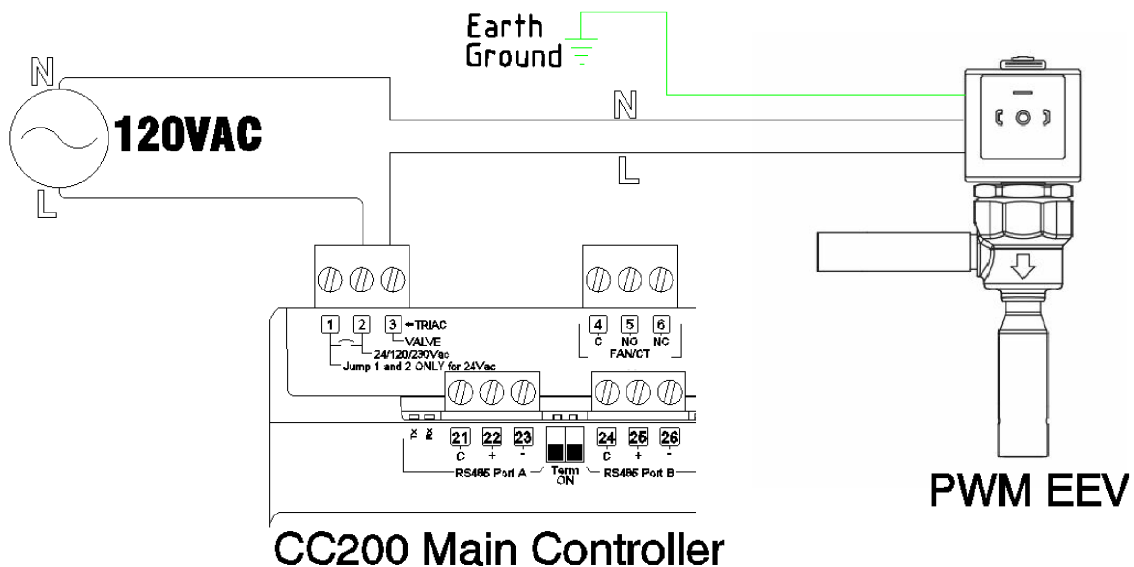 Earth
Ground
N
120VAC
L
N
L
1 2 3 ←TRIAC
VALVE
24/120/230Vac
Jump 1 and 2 ONLY for 24Vac
4 5 6
C NO NC
FAN/CT
TX RX
21 22 23
C + -
RS485 Port A
Term
ON
24 25 26
C + -
RS485 Port B
PWM EEV
CC200 Main Controller